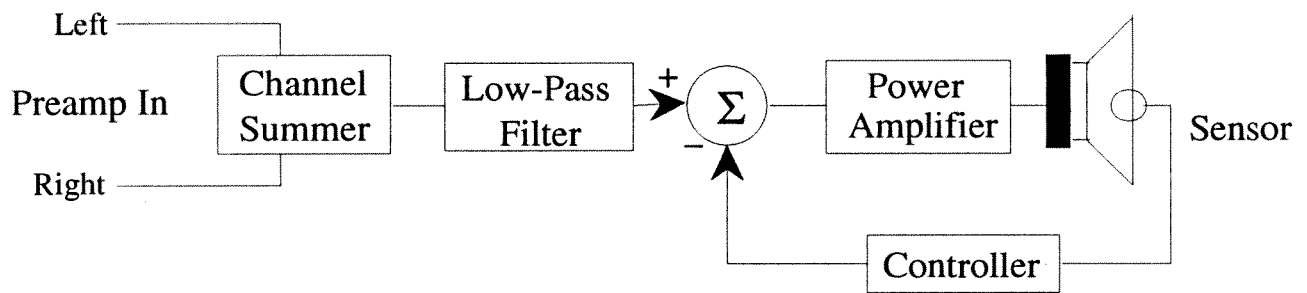 Left
Preamp In
Right
Channel
Summer
Low-Pass
Filter
+
−
Σ
Power
Amplifier
Sensor
Controller